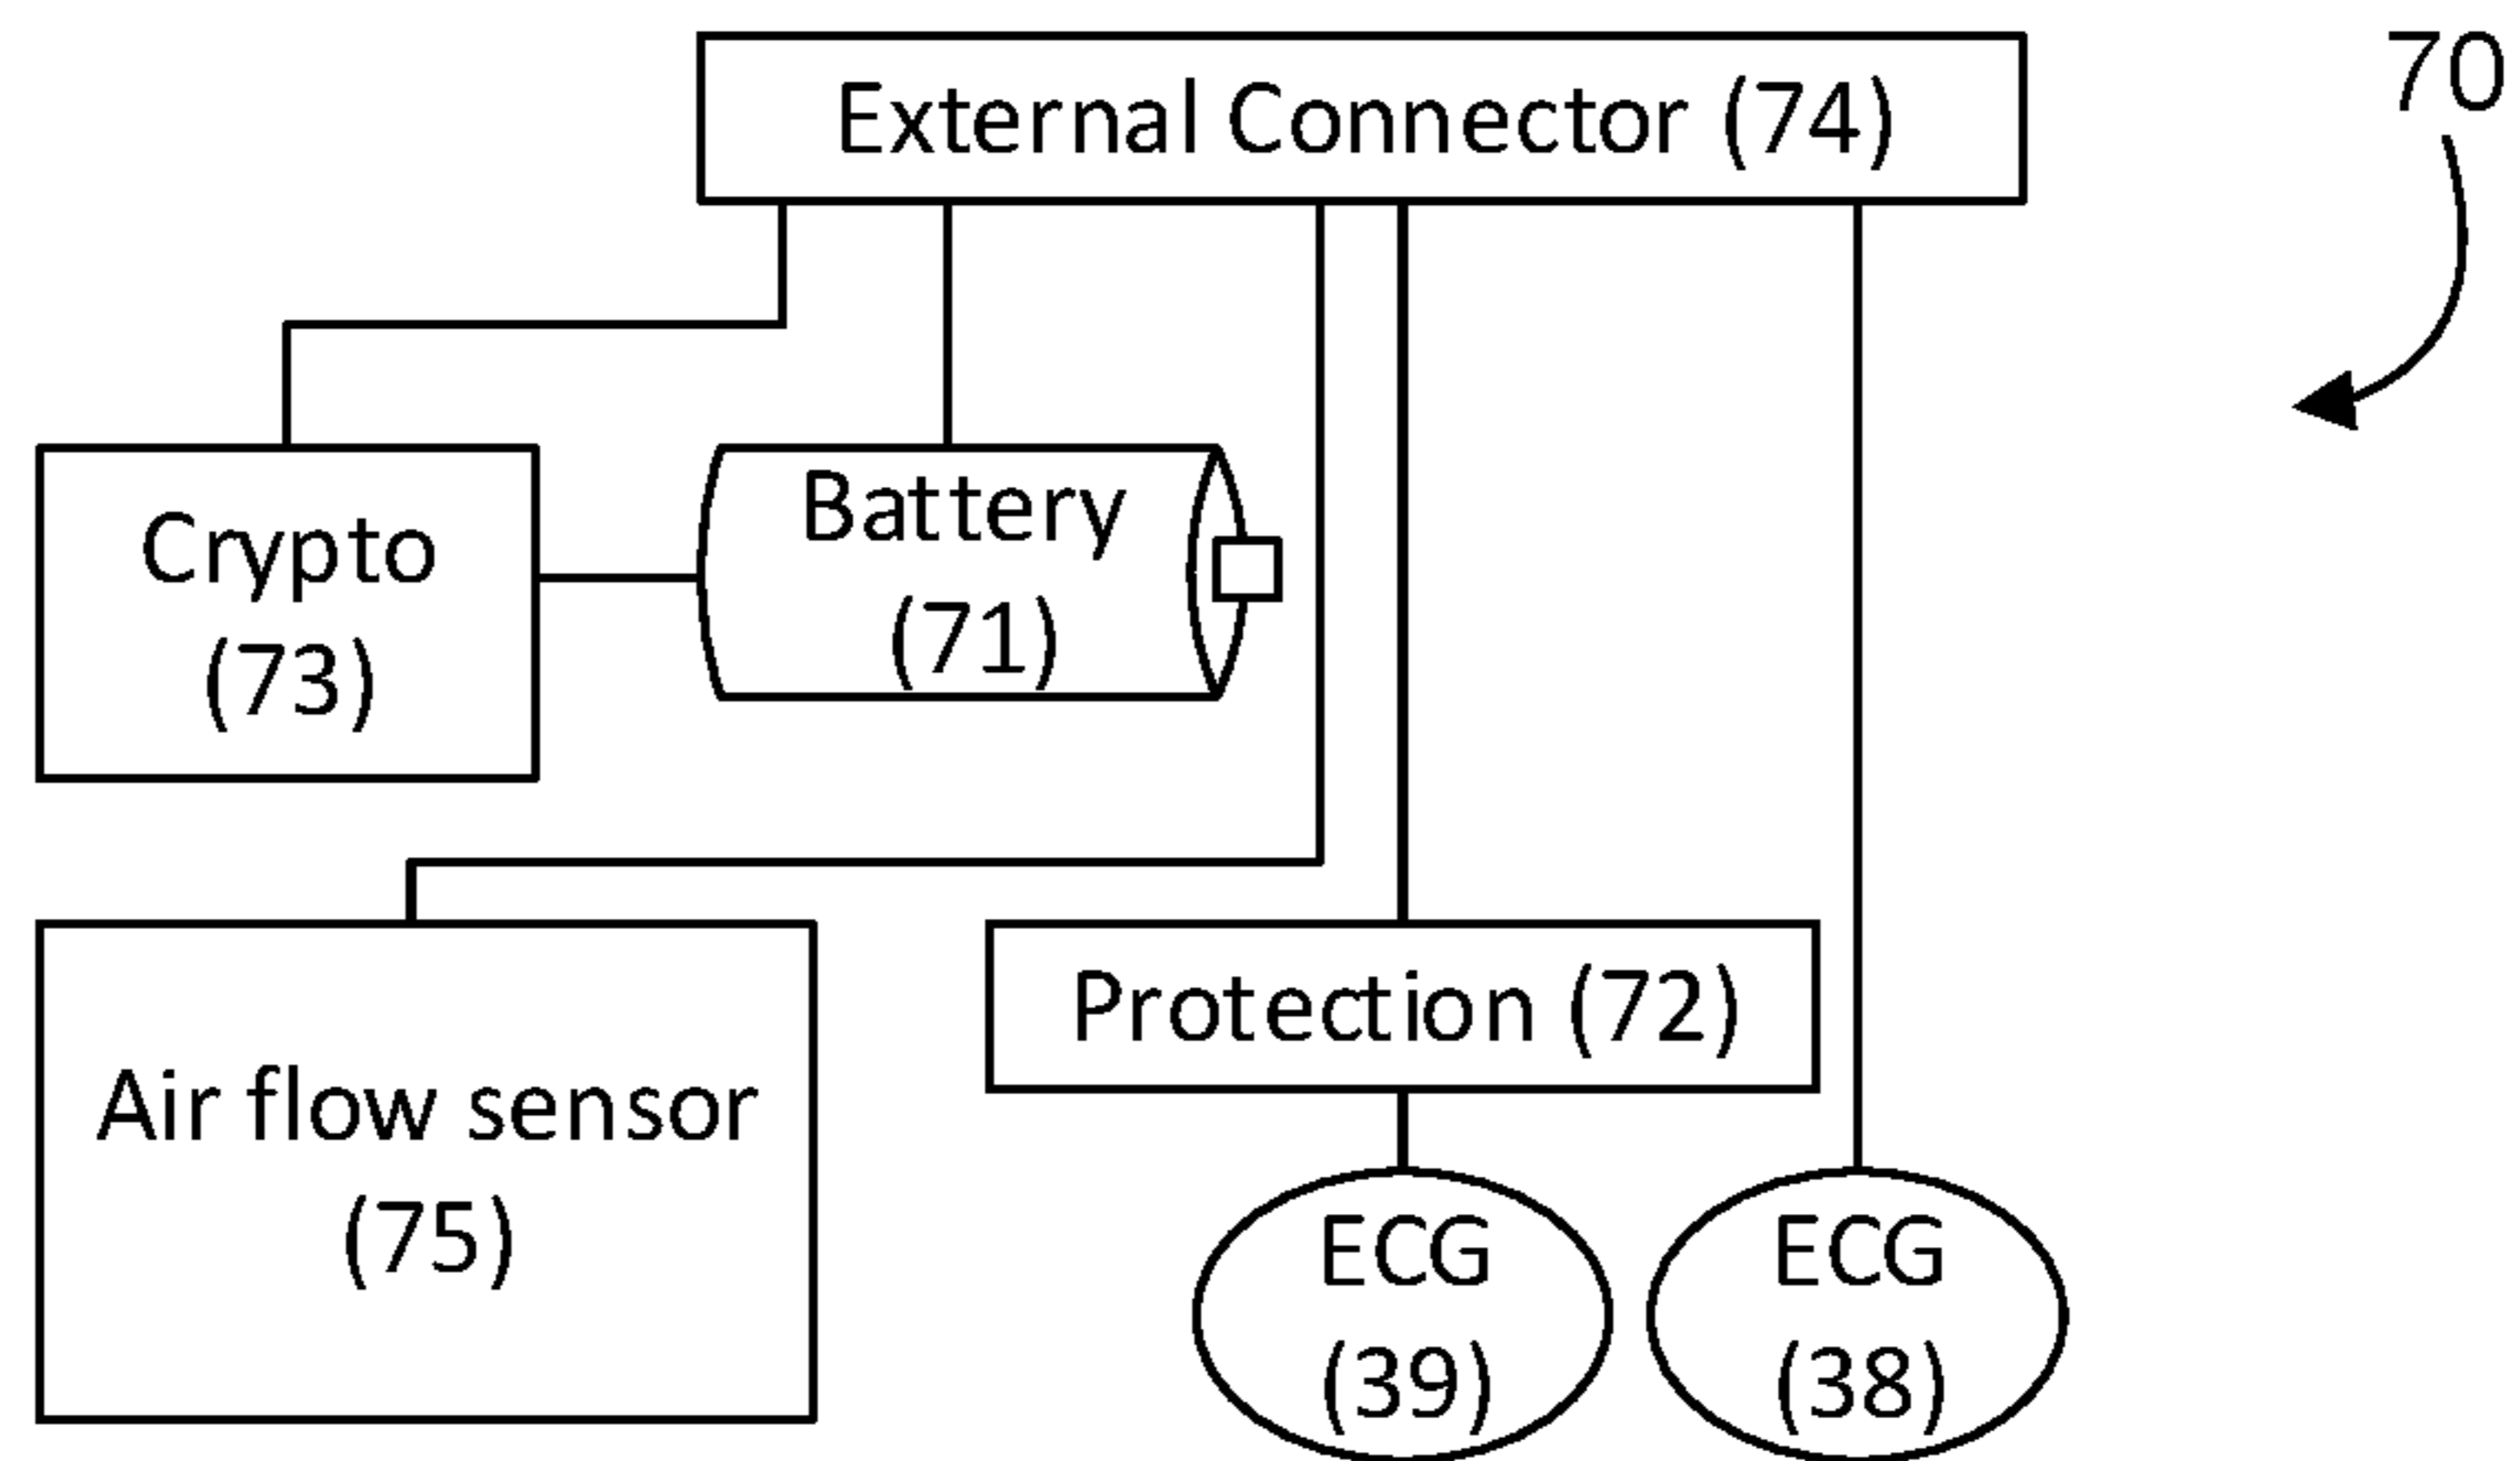 External Connector (74)
70
Crypto
(73)
Battery
(71)
Protection (72)
Air flow sensor
(75)
ECG
(39)
ECG
(38)